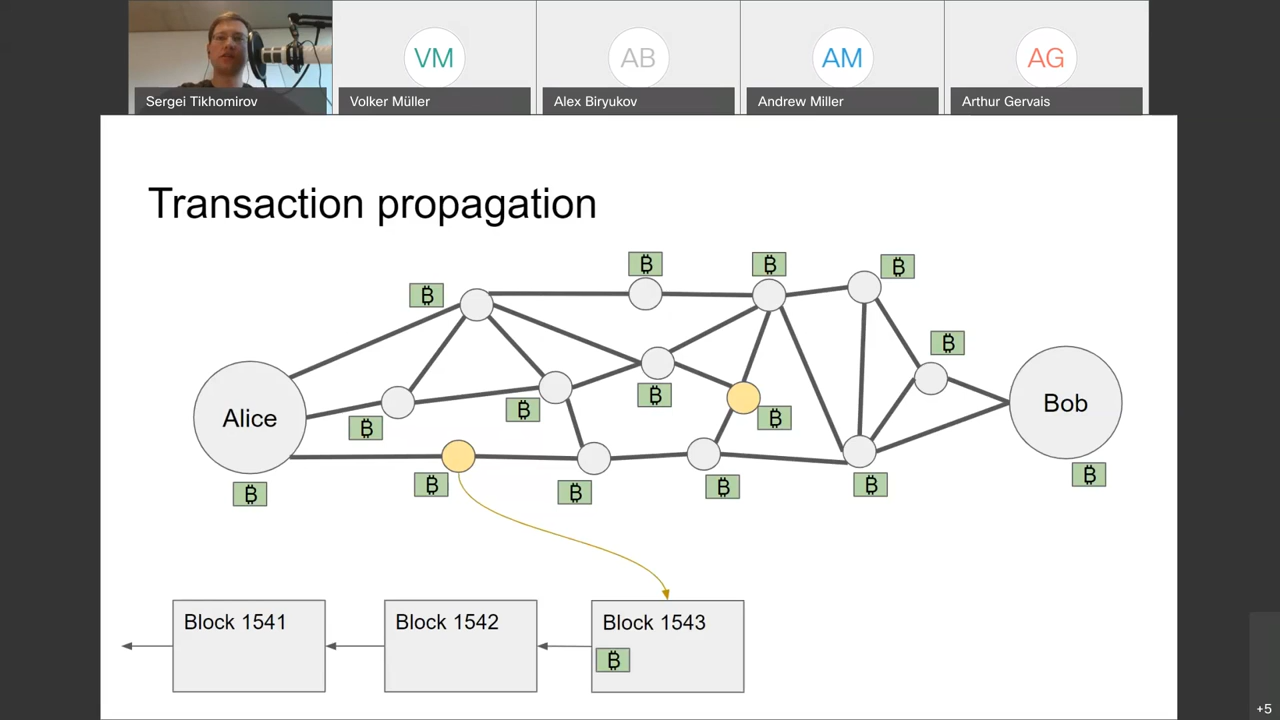 VM
AB
AM
AG
Sergei Tikhomirov
Volker Müller
Alex Biryukov
Andrew Miller
Arthur Gervais
Transaction propagation
₿
₿
₿
₿
₿
Alice
₿
₿
₿
₿
₿
Bob
₿
₿
₿
₿
₿
₿
Block 1541
Block 1542
Block 1543
₿
+5